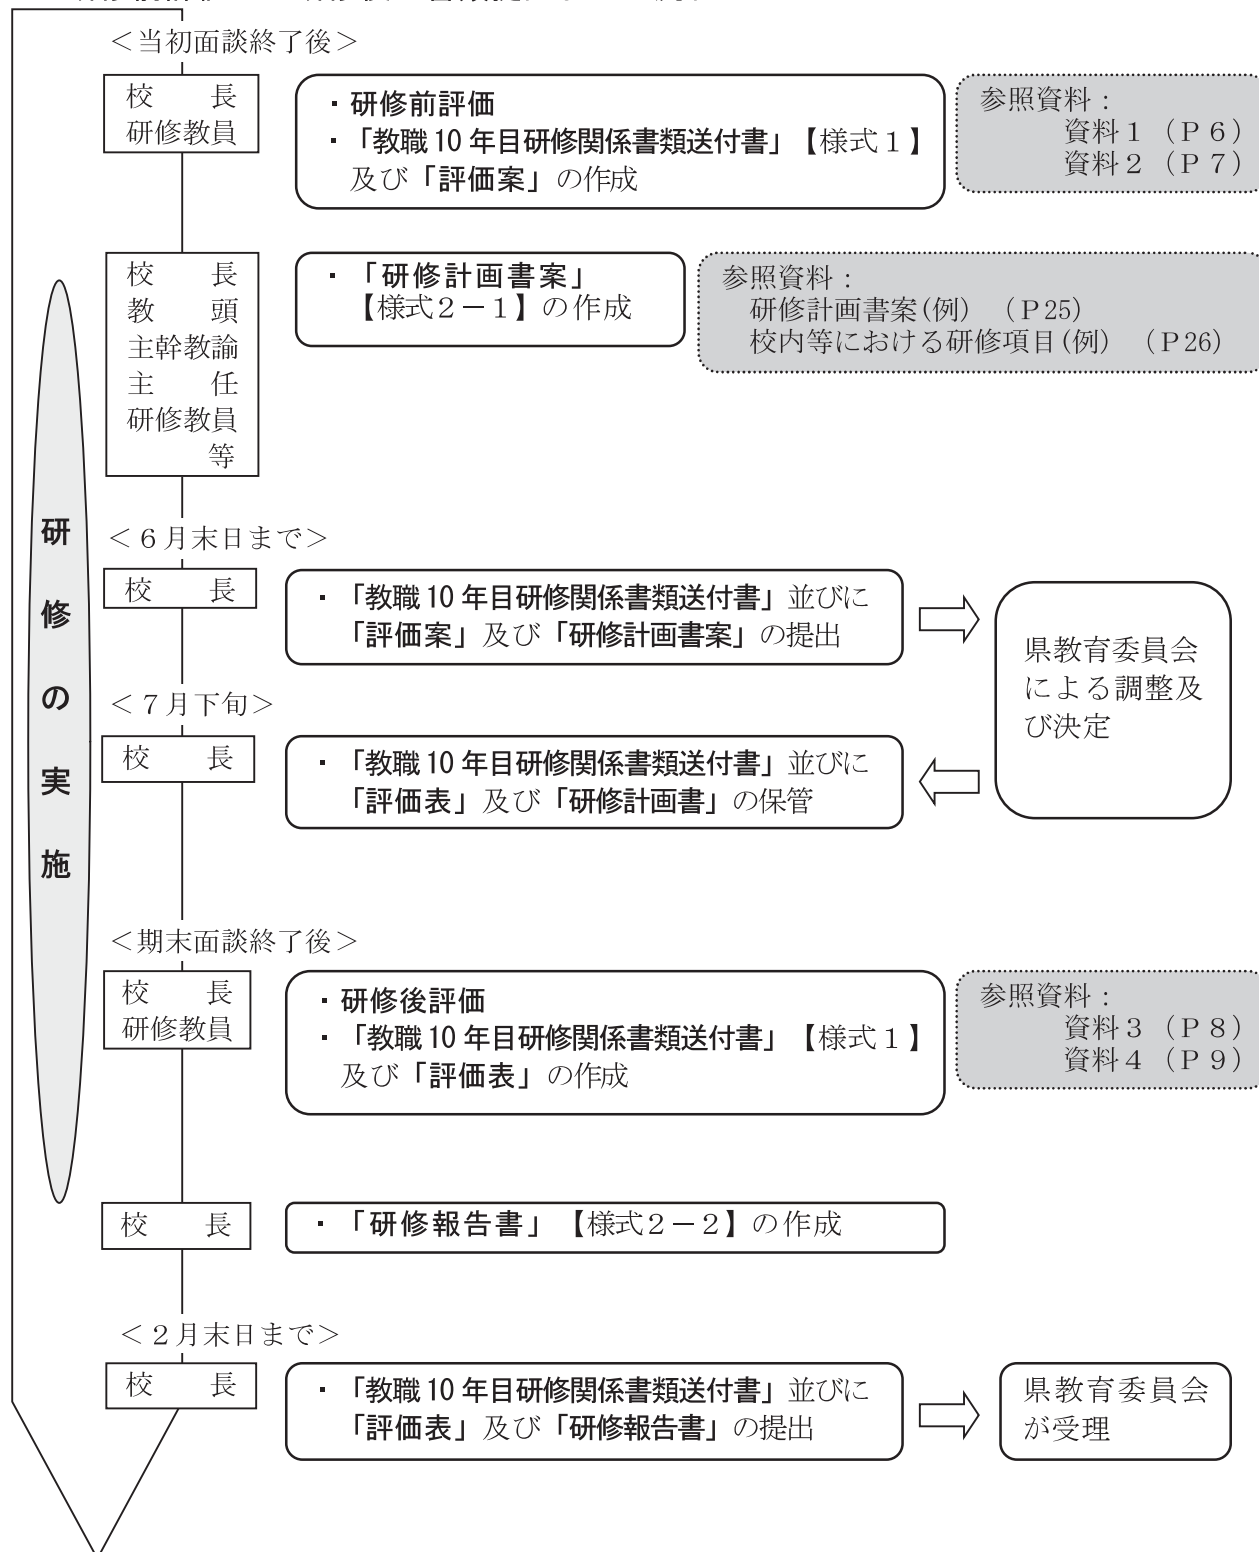 ＜当初面談終了後＞
校　　長
研修教員
・研修前評価
・「教職10年目研修関係書類送付書」【様式１】
及び「評価案」の作成
参照資料：
資料１（Ｐ６）
資料２（Ｐ７）
校　　長
教　　頭
主幹教諭
主　　任
研修教員
等
・「研修計画書案」
【様式２－１】の作成
参照資料：
研修計画書案(例)　（Ｐ25）
校内等における研修項目(例)　（Ｐ26）
研修の実施
＜６月末日まで＞
校　　長
・「教職10年目研修関係書類送付書」並びに
「評価案」及び「研修計画書案」の提出
県教育委員会
による調整及
び決定
＜７月下旬＞
校　　長
・「教職10年目研修関係書類送付書」並びに
「評価表」及び「研修計画書」の保管
＜期末面談終了後＞
校　　長
研修教員
・研修後評価
・「教職10年目研修関係書類送付書」【様式１】
及び「評価表」の作成
参照資料：
資料３（Ｐ８）
資料４（Ｐ９）
校　　長
・「研修報告書」【様式２－２】の作成
＜２月末日まで＞
校　　長
・「教職10年目研修関係書類送付書」並びに
「評価表」及び「研修報告書」の提出
県教育委員会
が受理